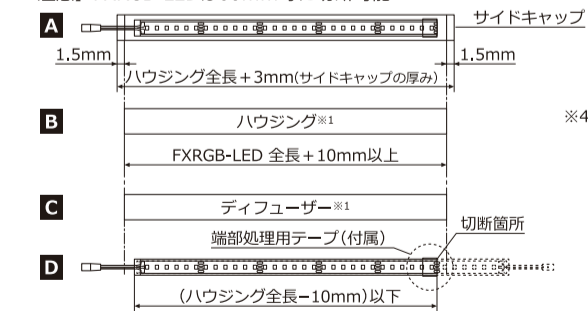 A
サイドキャップ
1.5mm
1.5mm
ハウジング全長+3mm(サイドキャップの厚み)
B
ハウジング※1
※4
FXRGB-LED 全長+10mm以上
C
ディフューザー※1
端部処理用テープ(付属)
切断箇所
D
(ハウジング全長-10mm)以下